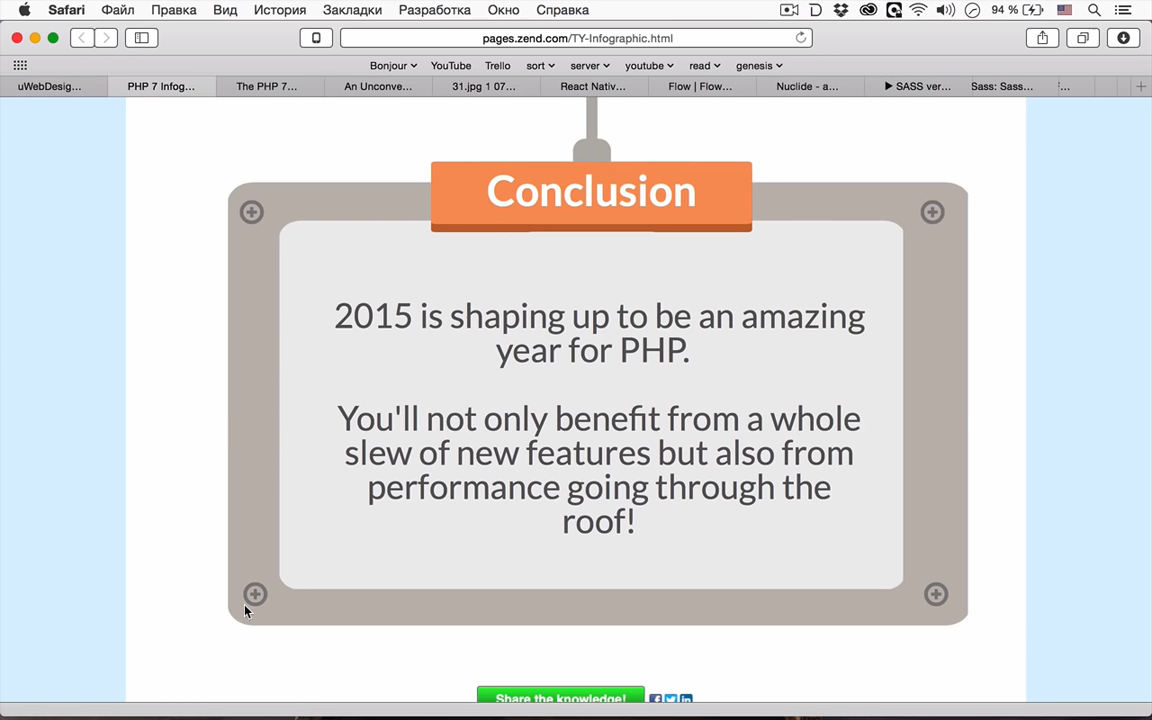 Safari Файл Правка Вид История Закладки Разработка Окно Справка 94 %
pages.zend.com/TY-Infographic.html
Bonjour YouTube Trello sort server youtube read genesis
uWebDesig... PHP 7 Infog... The PHP 7... An Unconve... 31.jpg 1 07... React Nativ... Flow | Flow... Nuclide - a... ▶ SASS ver... Sass: Sass...
Conclusion
2015 is shaping up to be an amazing
year for PHP.
You'll not only benefit from a whole
slew of new features but also from
performance going through the
roof!
Share the knowledge!